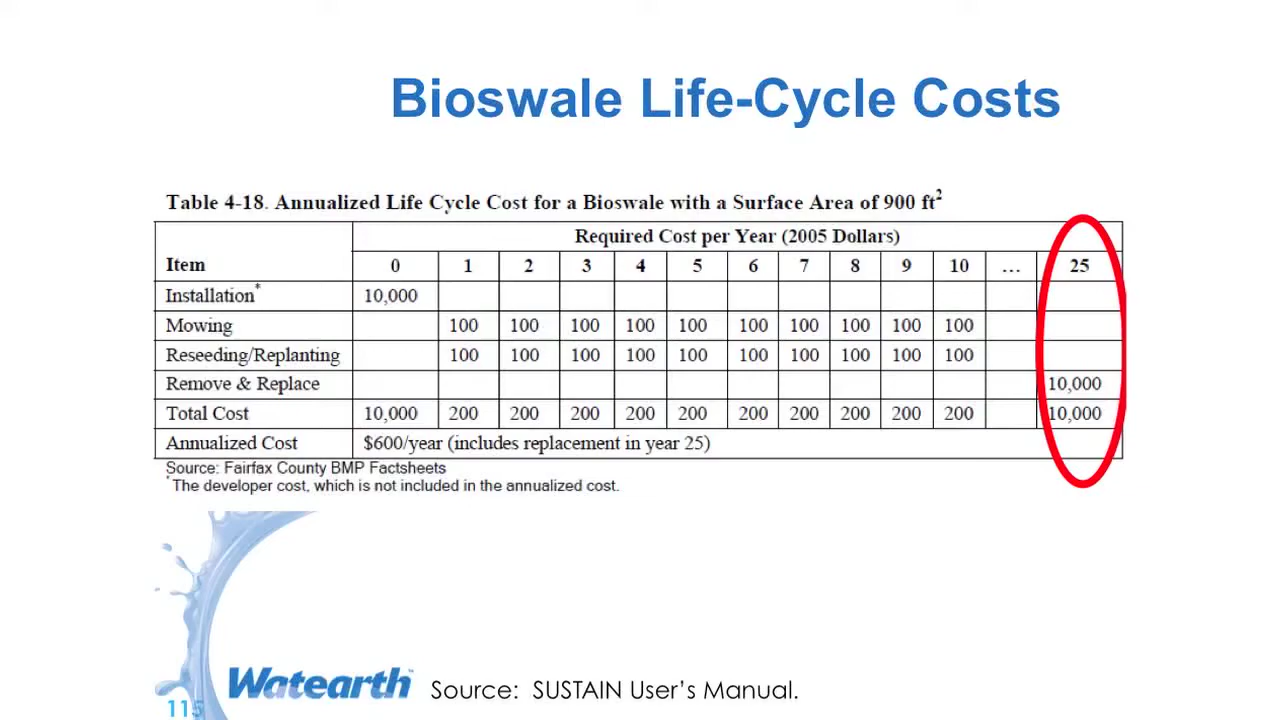 Bioswale Life-Cycle Costs
Table 4-18. Annualized Life Cycle Cost for a Bioswale with a Surface Area of 900 ft2
Required Cost per Year (2005 Dollars)
Item 0 1 2 3 4 5 6 7 8 9 10 … 25
Installation* 10,000
Mowing 100 100 100 100 100 100 100 100 100 100
Reseeding/Replanting 100 100 100 100 100 100 100 100 100 100
Remove & Replace 10,000
Total Cost 10,000 200 200 200 200 200 200 200 200 200 200 10,000
Annualized Cost $600/year (includes replacement in year 25)
Source: Fairfax County BMP Factsheets
*The developer cost, which is not included in the annualized cost.
Watearth™
Source: SUSTAIN User's Manual.
115